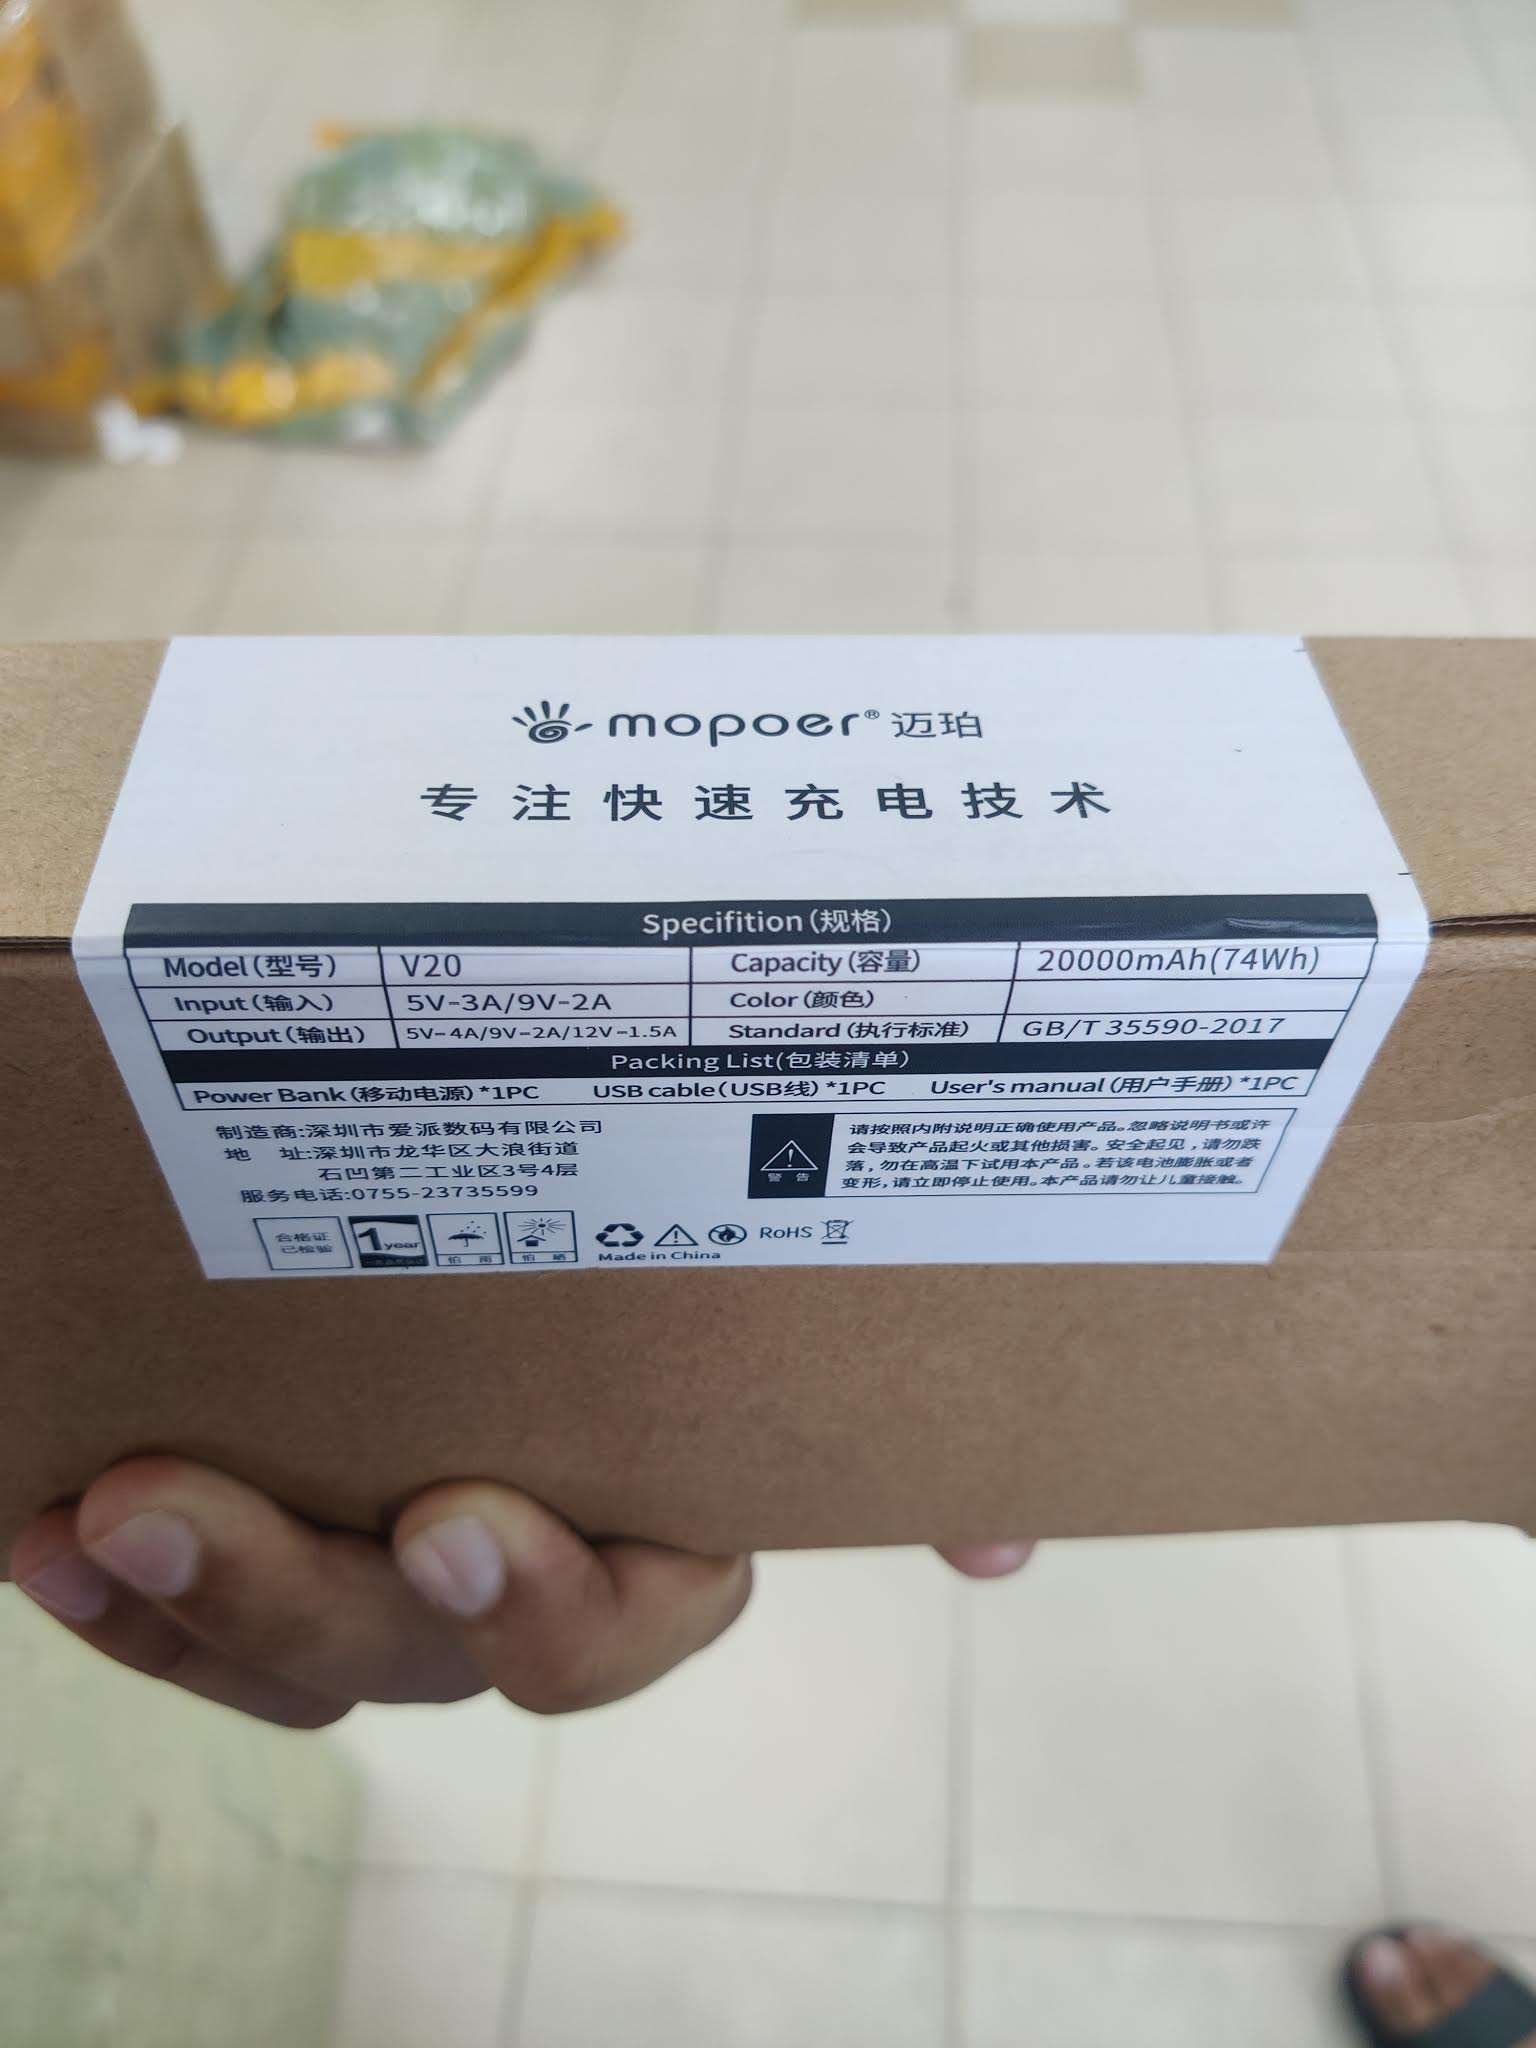 mopoer® 迈珀
专注快速充电技术
Specifition(规格)
Model(型号) V20 Capacity(容量) 20000mAh(74Wh)
Input(输入) 5V-3A/9V-2A Color(颜色)
Output(输出) 5V-4A/9V-2A/12V-1.5A Standard(执行标准) GB/T 35590-2017
Packing List(包装清单)
Power Bank(移动电源)*1PC USB cable(USB线)*1PC User's manual(用户手册)*1PC
制造商:深圳市爱派数码有限公司
地 址:深圳市龙华区大浪街道
石凹第二工业区3号4层
服务电话:0755-23735599
警 告
请按照内附说明正确使用产品。忽略说明书或许
会导致产品起火或其他损害。安全起见,请勿跌
落,勿在高温下试用本产品。若该电池膨胀或者
变形,请立即停止使用。本产品请勿让儿童接触。
合格证
已检验
1 year
怕 雨
怕 晒
RoHS
Made in China